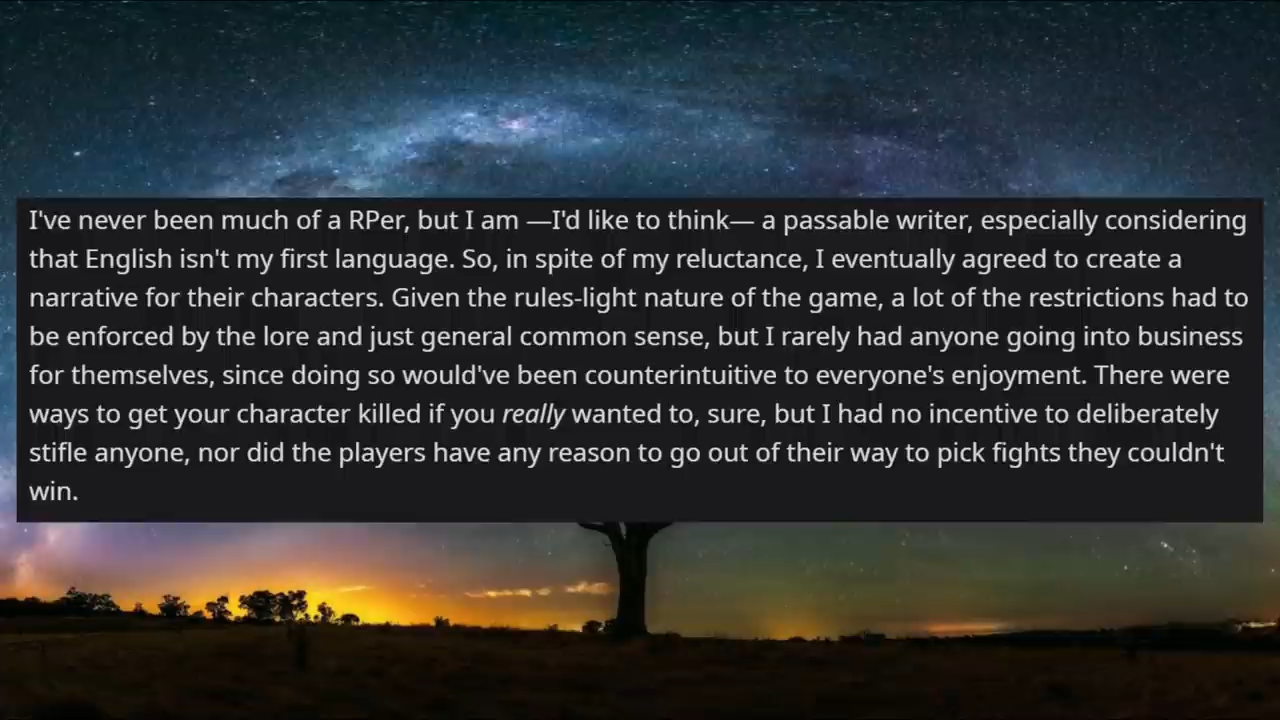 I've never been much of a RPer, but I am —I'd like to think— a passable writer, especially considering
that English isn't my first language. So, in spite of my reluctance, I eventually agreed to create a
narrative for their characters. Given the rules-light nature of the game, a lot of the restrictions had to
be enforced by the lore and just general common sense, but I rarely had anyone going into business
for themselves, since doing so would've been counterintuitive to everyone's enjoyment. There were
ways to get your character killed if you really wanted to, sure, but I had no incentive to deliberately
stifle anyone, nor did the players have any reason to go out of their way to pick fights they couldn't
win.